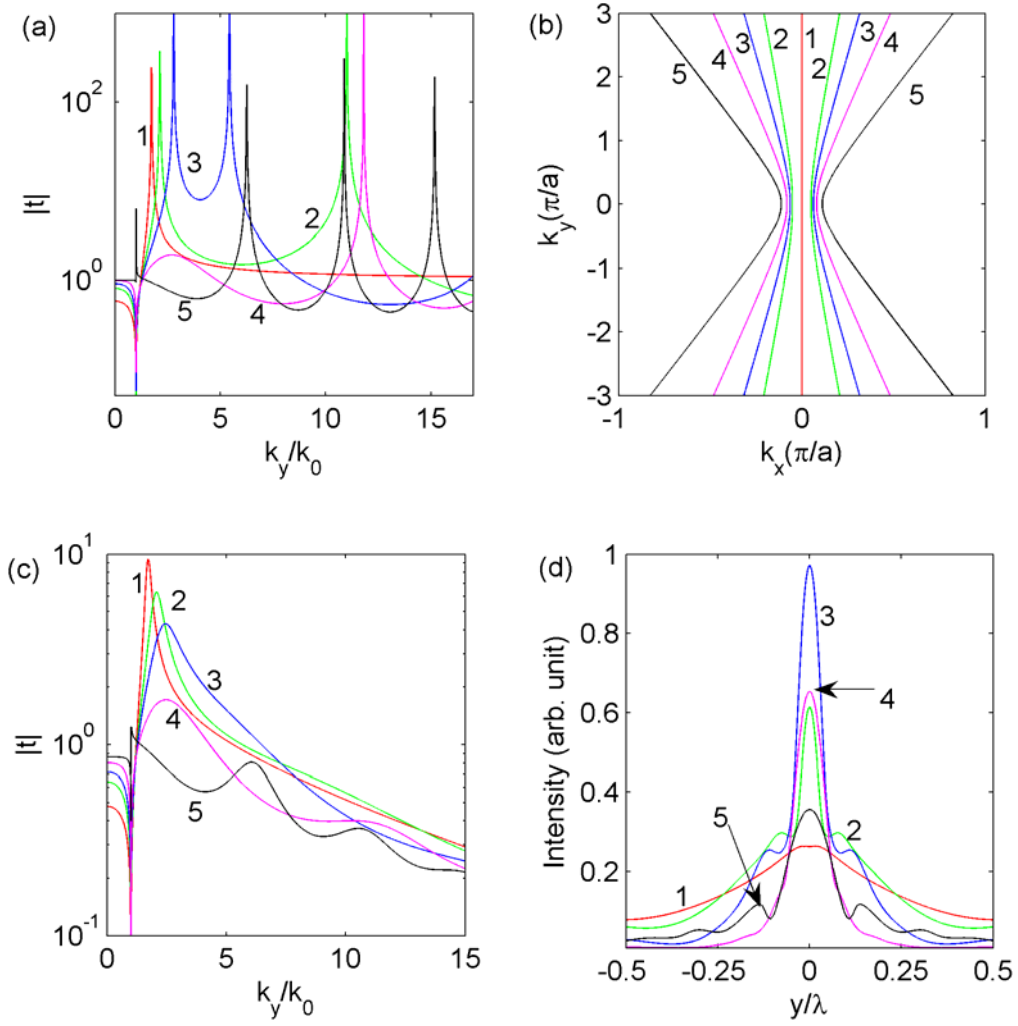 (a)
|t|
10^2
10^0
1
3
2
5
4
0 5 10 15
k_y/k_0
(b)
k_y(π/a)
3
2
1
0
-1
-2
-3
5 4 3 2 1 2 3 4 5
-1 0 1
k_x(π/a)
(c)
|t|
10^1
10^0
10^-1
1
2
3
4
5
0 5 10 15
k_y/k_0
(d)
Intensity (arb. unit)
1
0.8
0.6
0.4
0.2
3
4
5
2
1
-0.5 -0.25 0 0.25 0.5
y/λ